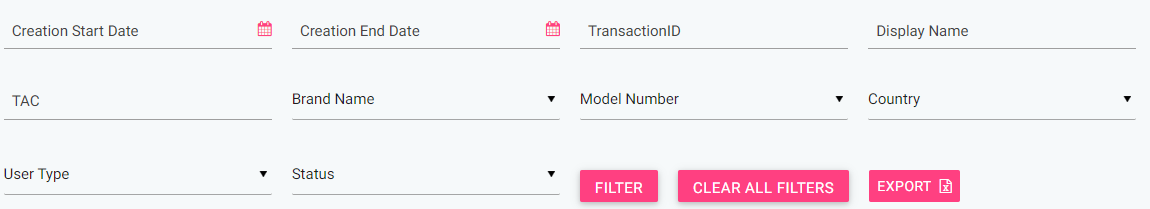 Creation Start Date Creation End Date TransactionID Display Name
TAC Brand Name Model Number Country
User Type Status FILTER CLEAR ALL FILTERS EXPORT